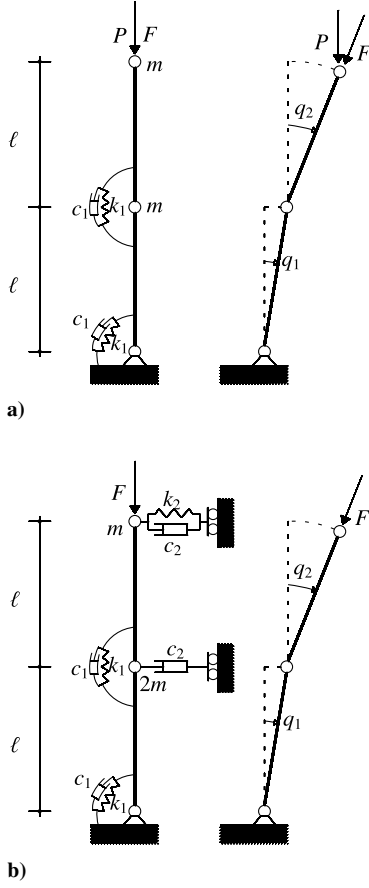 P F P F
m
q₂
ℓ
c₁ k₁ m
ℓ q₁
c₁
k₁
a)
F k₂ F
m
c₂
q₂
ℓ
c₁ k₁ c₂
2m
ℓ q₁
c₁
k₁
b)